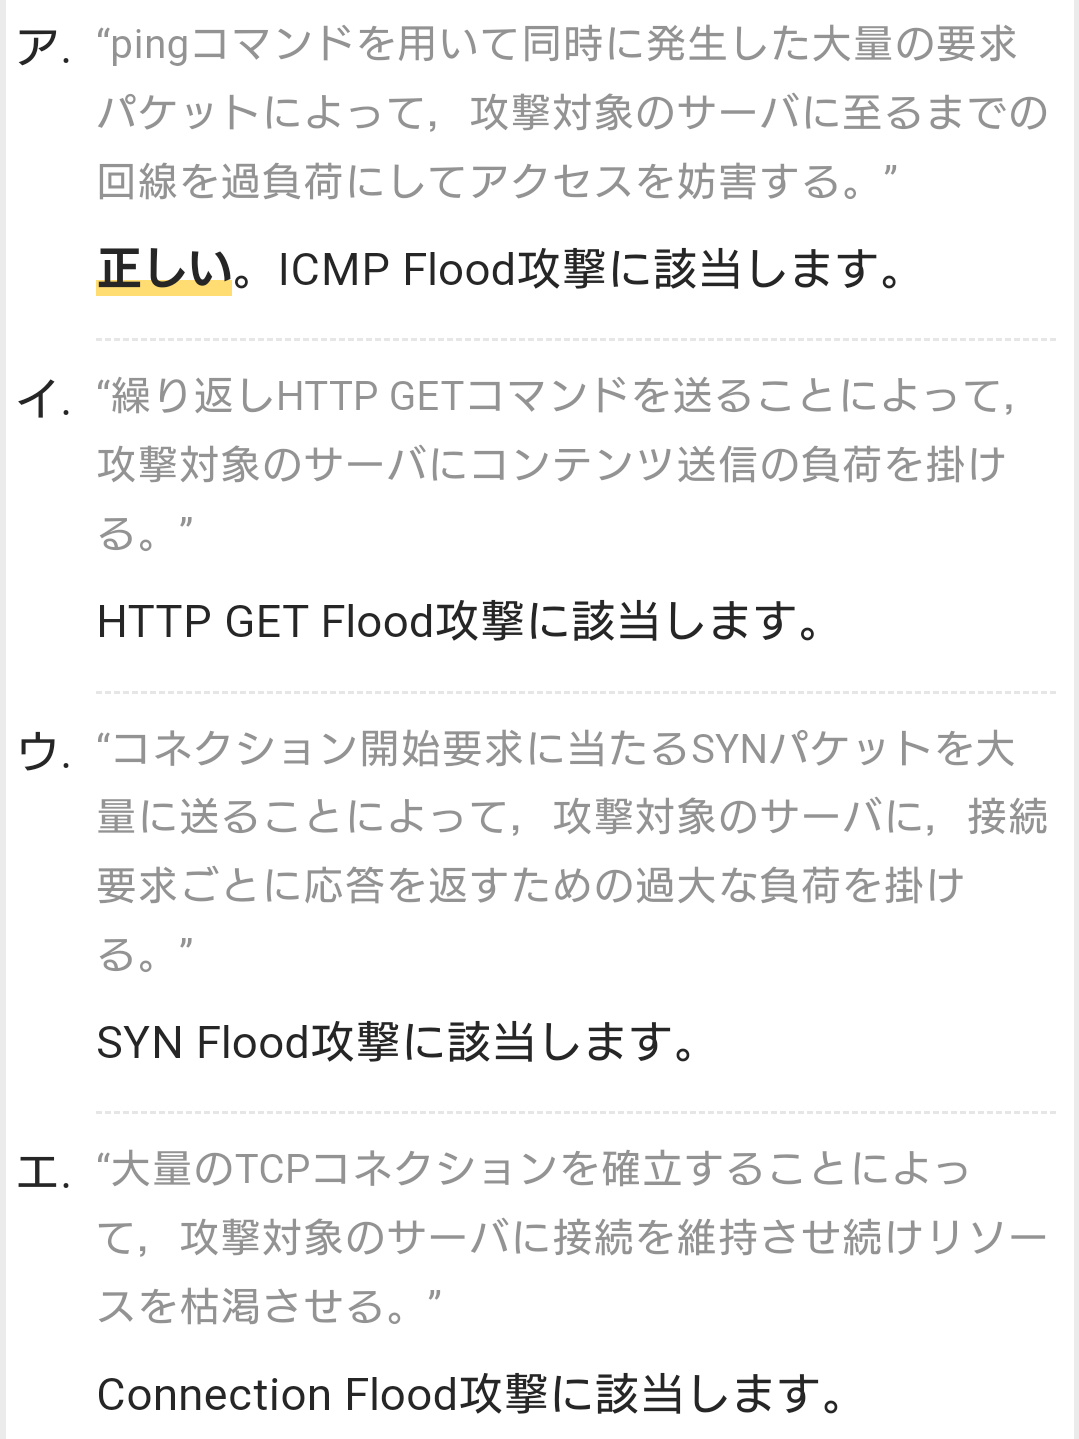 ア. “pingコマンドを用いて同時に発生した大量の要求
パケットによって，攻撃対象のサーバに至るまでの
回線を過負荷にしてアクセスを妨害する。”
正しい。ICMP Flood攻撃に該当します。
イ. “繰り返しHTTP GETコマンドを送ることによって，
攻撃対象のサーバにコンテンツ送信の負荷を掛け
る。”
HTTP GET Flood攻撃に該当します。
ウ. “コネクション開始要求に当たるSYNパケットを大
量に送ることによって，攻撃対象のサーバに，接続
要求ごとに応答を返すための過大な負荷を掛け
る。”
SYN Flood攻撃に該当します。
エ. “大量のTCPコネクションを確立することによっ
て，攻撃対象のサーバに接続を維持させ続けリソー
スを枯渇させる。”
Connection Flood攻撃に該当します。